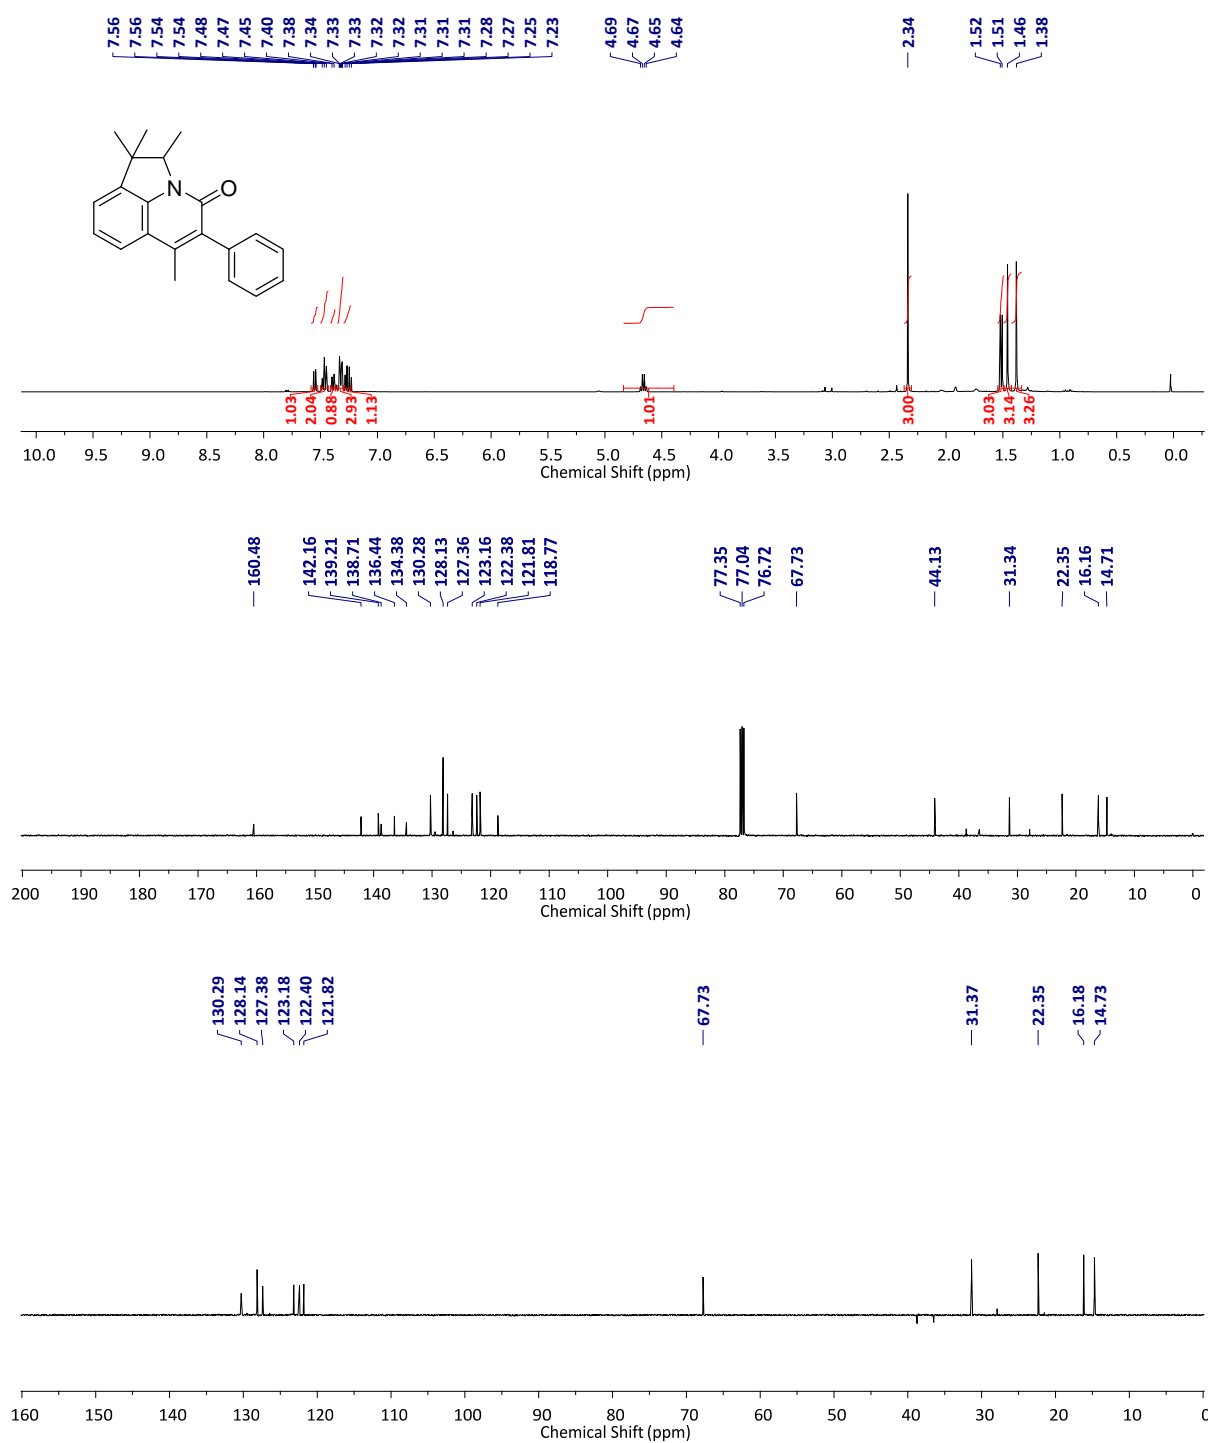 7.56 7.56 7.54 7.54 7.48 7.47 7.45 7.40 7.38 7.34 7.33 7.33 7.32 7.32 7.31 7.31 7.31 7.28 7.27 7.25 7.23 4.69 4.67 4.65 4.64 2.34 1.52 1.51 1.46 1.38
N O
1.03 2.04 0.88 2.93 1.13 1.01 3.00 3.03 3.14 3.26
10.0 9.5 9.0 8.5 8.0 7.5 7.0 6.5 6.0 5.5 5.0 4.5 4.0 3.5 3.0 2.5 2.0 1.5 1.0 0.5 0.0
Chemical Shift (ppm)
160.48 142.16 139.21 138.71 136.44 134.38 130.28 128.13 127.36 123.16 122.38 121.81 118.77 77.35 77.04 76.72 67.73 44.13 31.34 22.35 16.16 14.71
200 190 180 170 160 150 140 130 120 110 100 90 80 70 60 50 40 30 20 10 0
Chemical Shift (ppm)
130.29 128.14 127.38 123.18 122.40 121.82 67.73 31.37 22.35 16.18 14.73
160 150 140 130 120 110 100 90 80 70 60 50 40 30 20 10 0
Chemical Shift (ppm)